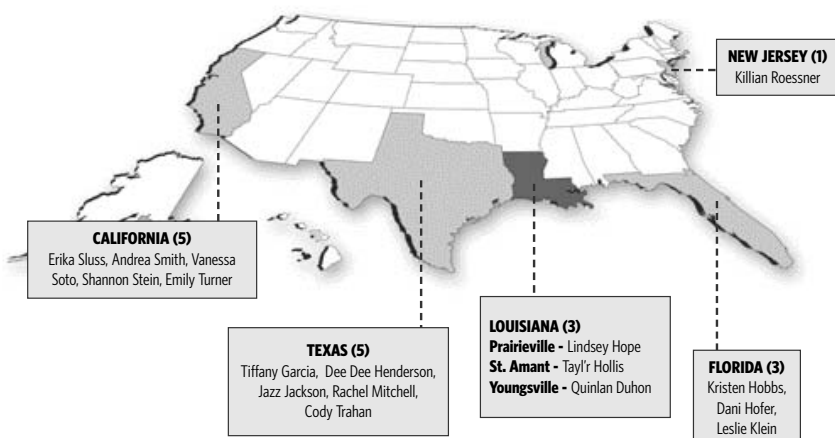 NEW JERSEY (1)
Killian Roessner
CALIFORNIA (5)
Erika Sluss, Andrea Smith, Vanessa
Soto, Shannon Stein, Emily Turner
TEXAS (5)
Tiffany Garcia, Dee Dee Henderson,
Jazz Jackson, Rachel Mitchell,
Cody Trahan
LOUISIANA (3)
Prairieville - Lindsey Hope
St. Amant - Tayl'r Hollis
Youngsville - Quinlan Duhon
FLORIDA (3)
Kristen Hobbs,
Dani Hofer,
Leslie Klein